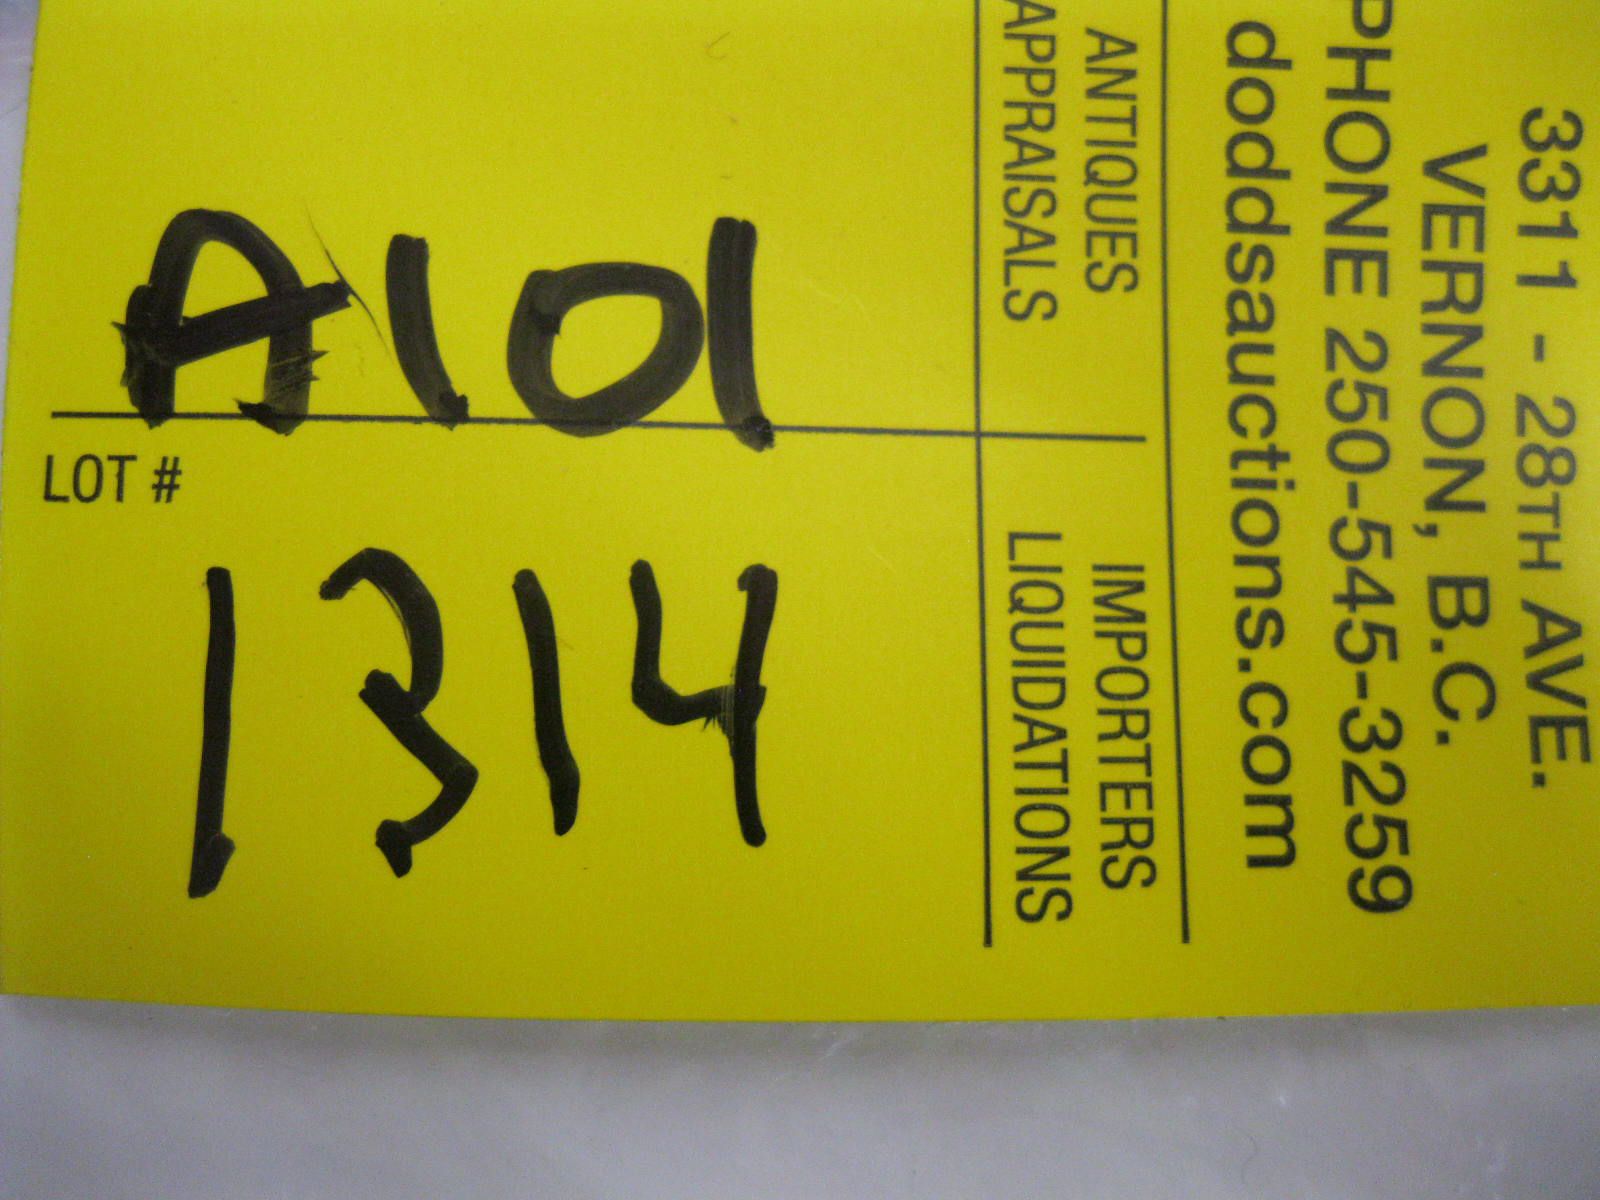 3311 - 28TH AVE.
VERNON, B.C.
PHONE 250-545-3259
doddsauctions.com
ANTIQUES IMPORTERS
APPRAISALS LIQUIDATIONS
A101
LOT #
1314